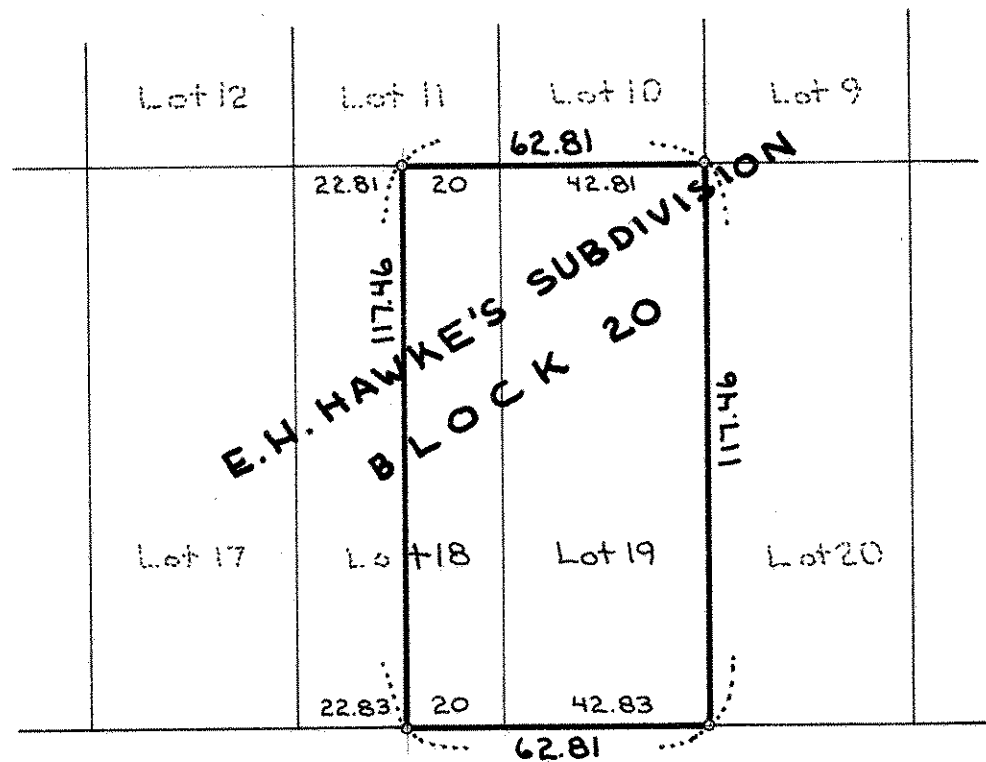 Lot 12 Lot 11 Lot 10 Lot 9
62.81
22.81 20 42.81
117.46
E.H. HAWKE'S SUBDIVISION
BLOCK 20
117.46
Lot 17 Lot 18 Lot 19 Lot 20
22.83 20 42.83
62.81